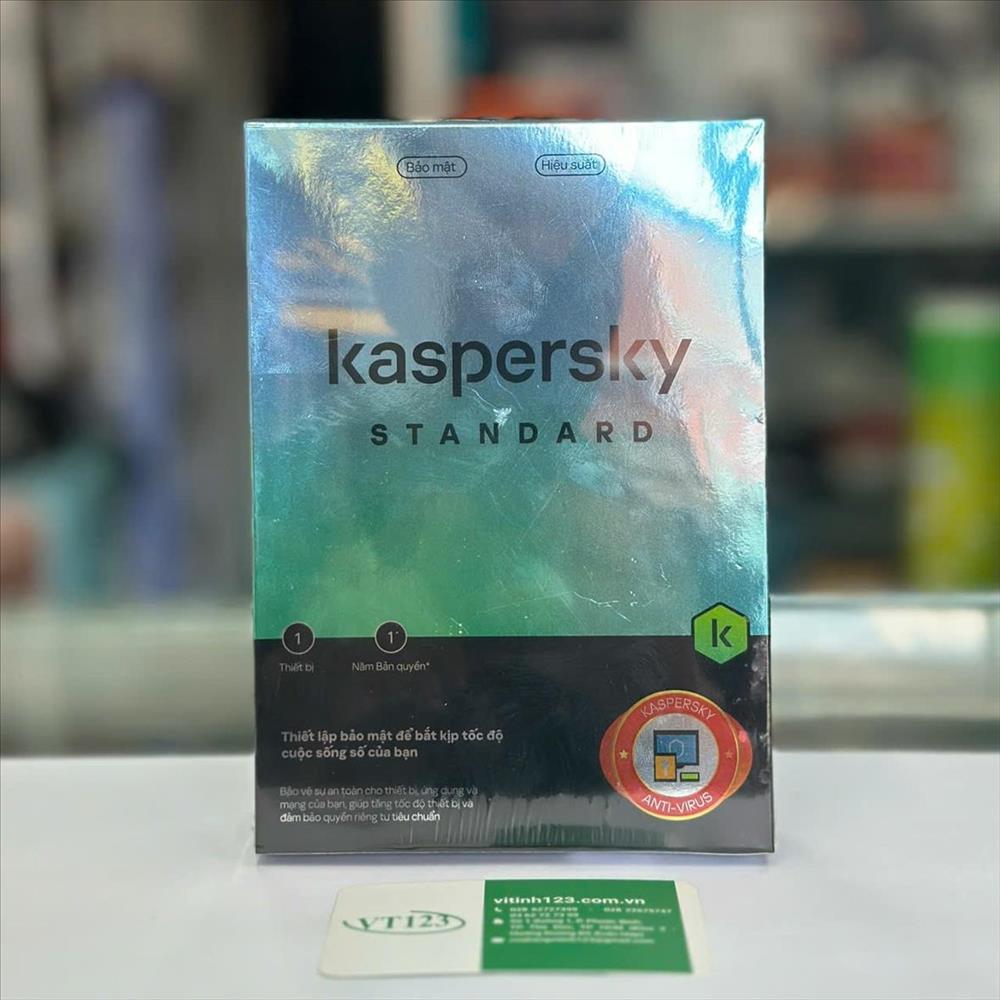 Bảo mật
Hiệu suất
kaspersky
STANDARD
1
1*
Thiết bị
Năm Bản quyền*
k
Thiết lập bảo mật để bắt kịp tốc độ
cuộc sống số của bạn
KASPERSKY
ANTI-VIRUS
Bảo vệ sự an toàn cho thiết bị, ứng dụng và
mạng của bạn, giúp tăng tốc độ thiết bị và
đảm bảo quyền riêng tư tiêu chuẩn
VT123
vitinh123.com.vn